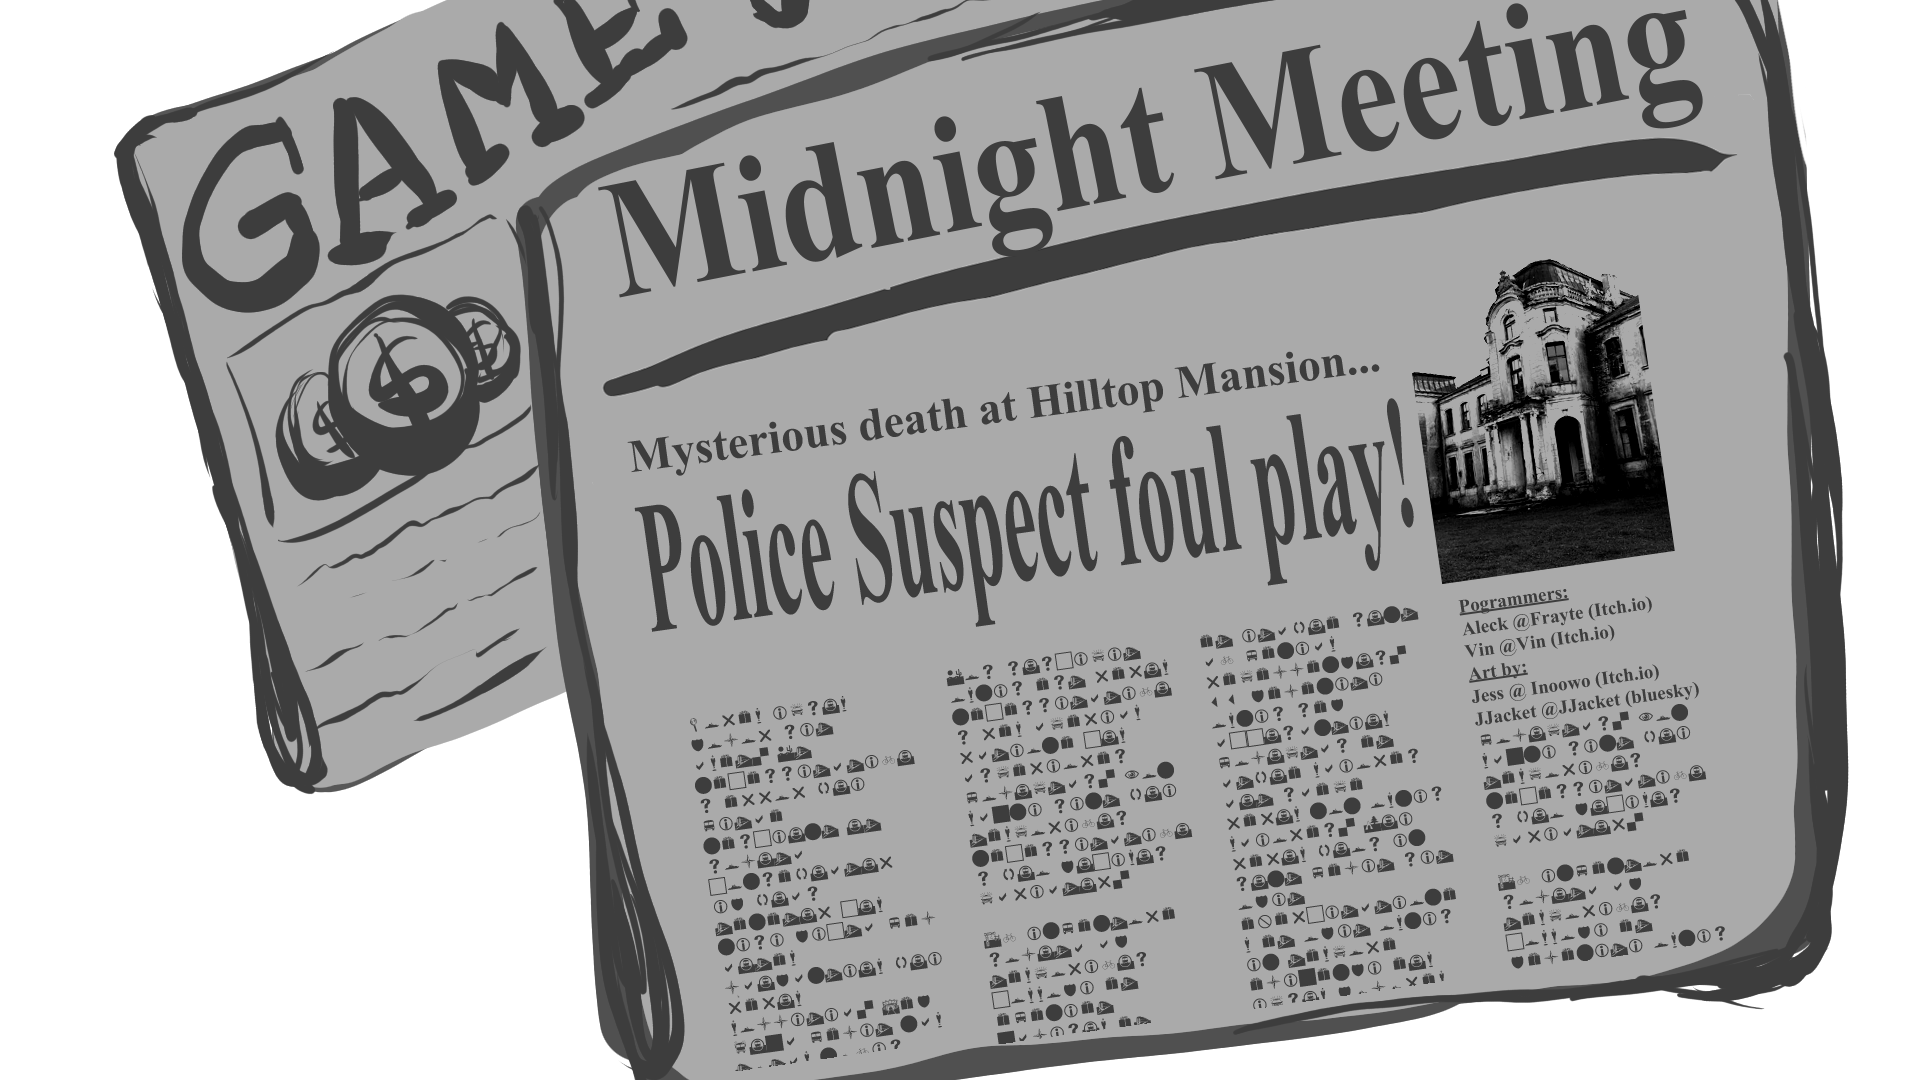 GAME
Midnight Meeting
Mysterious death at Hilltop Mansion...
Police Suspect foul play!
Pogrammers:
Aleck @Frayte (Itch.io)
Vin @Vin (Itch.io)
Art by:
Jess @ Inoowo (Itch.io)
JJacket @JJacket (bluesky)